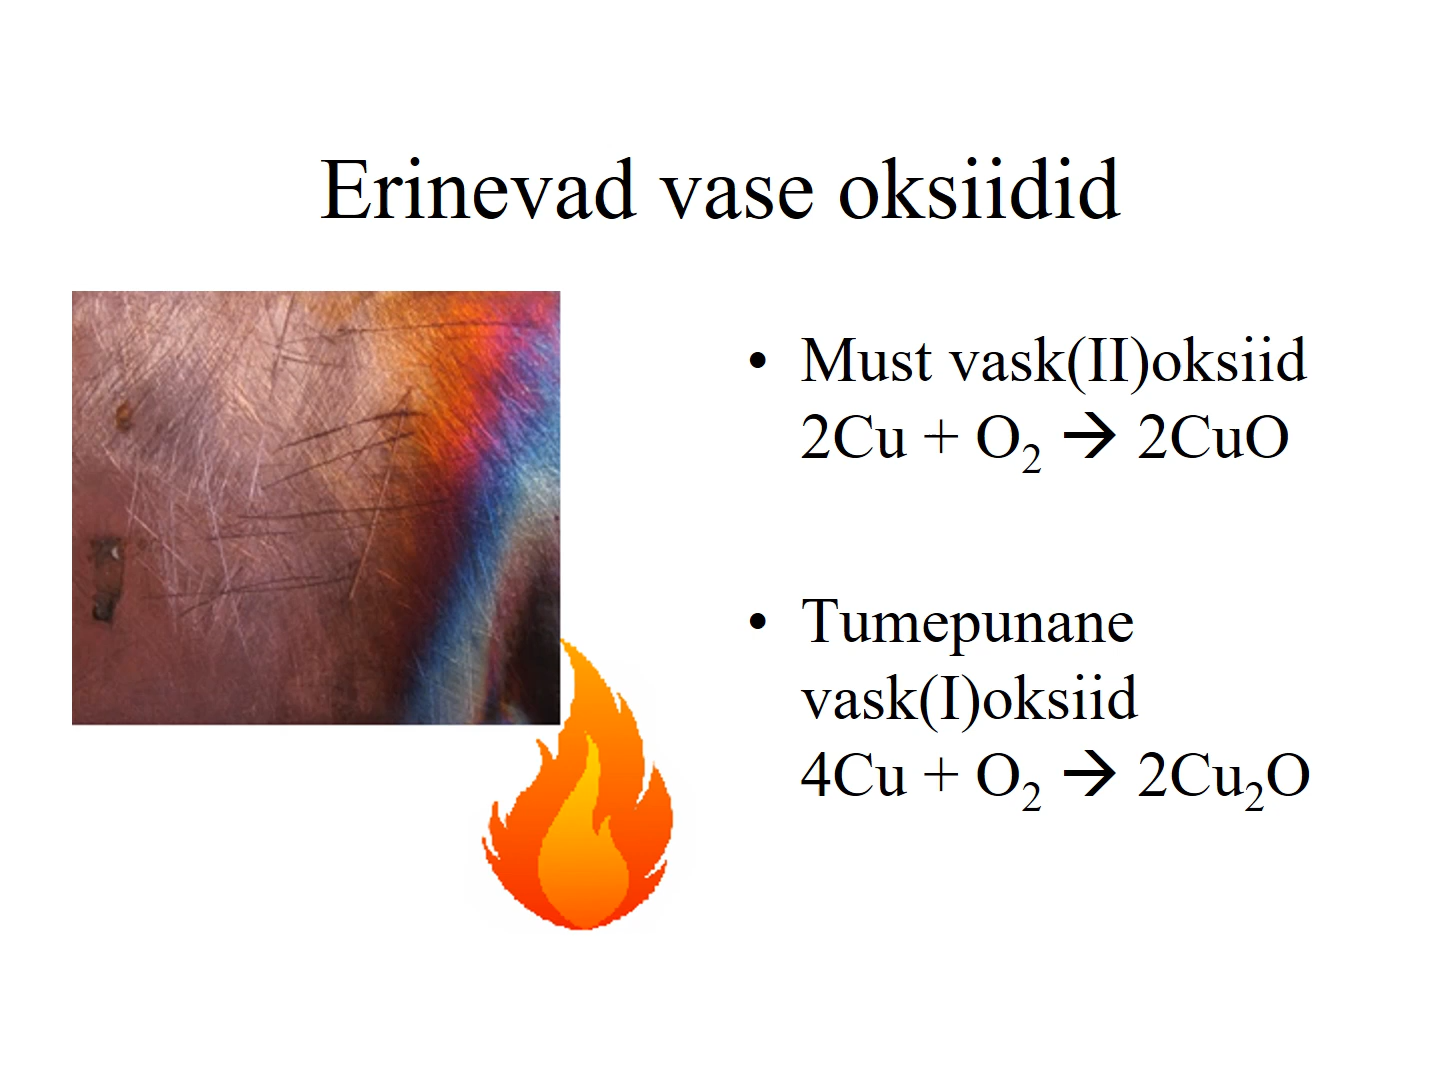 Erinevad vase oksiidid
• Must vask(II)oksiid
2Cu + O₂ → 2CuO
• Tumepunane
vask(I)oksiid
4Cu + O₂ → 2Cu₂O